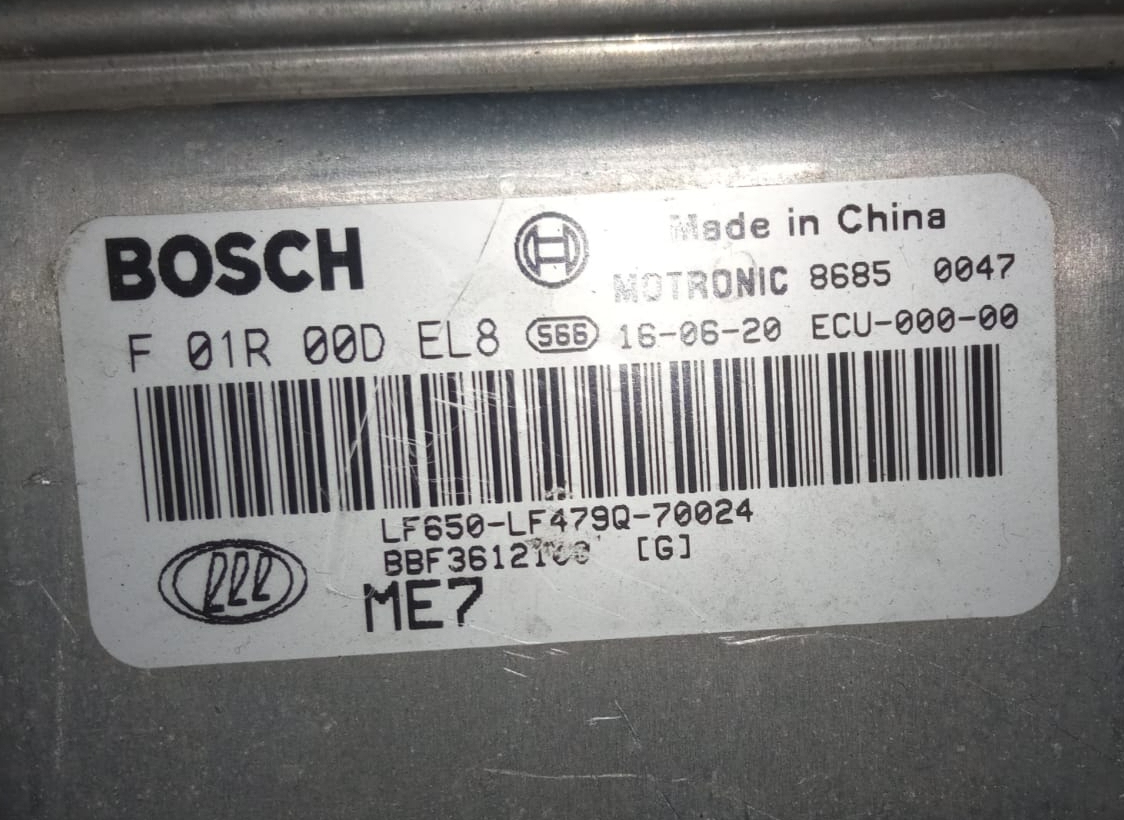 BOSCH
Made in China
MOTRONIC 8685 0047
F 01R 00D EL8 S66 16-06-20 ECU-000-00
LF650-LF479Q-70024
[G]
ME7